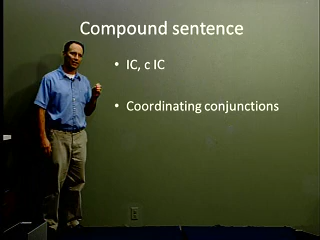 Compound sentence
• IC, c IC
• Coordinating conjunctions